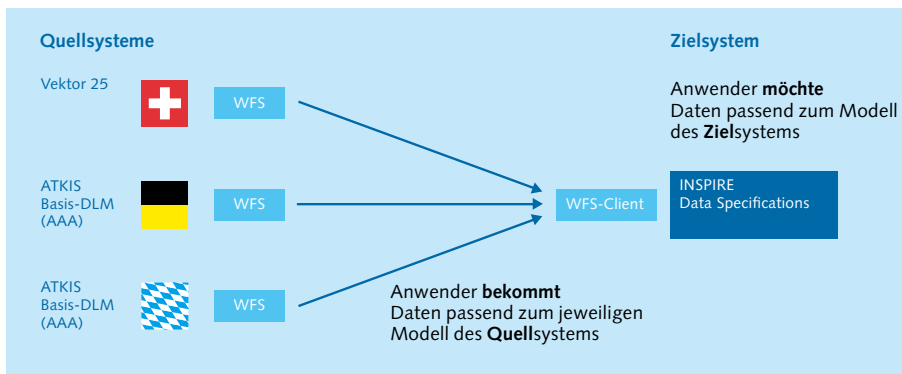 Quellsysteme
Zielsystem
Vektor 25
WFS
Anwender möchte
Daten passend zum Modell
des Zielsystems
ATKIS
Basis-DLM
(AAA)
WFS
WFS-Client
INSPIRE
Data Specifications
ATKIS
Basis-DLM
(AAA)
WFS
Anwender bekommt
Daten passend zum jeweiligen
Modell des Quellsystems